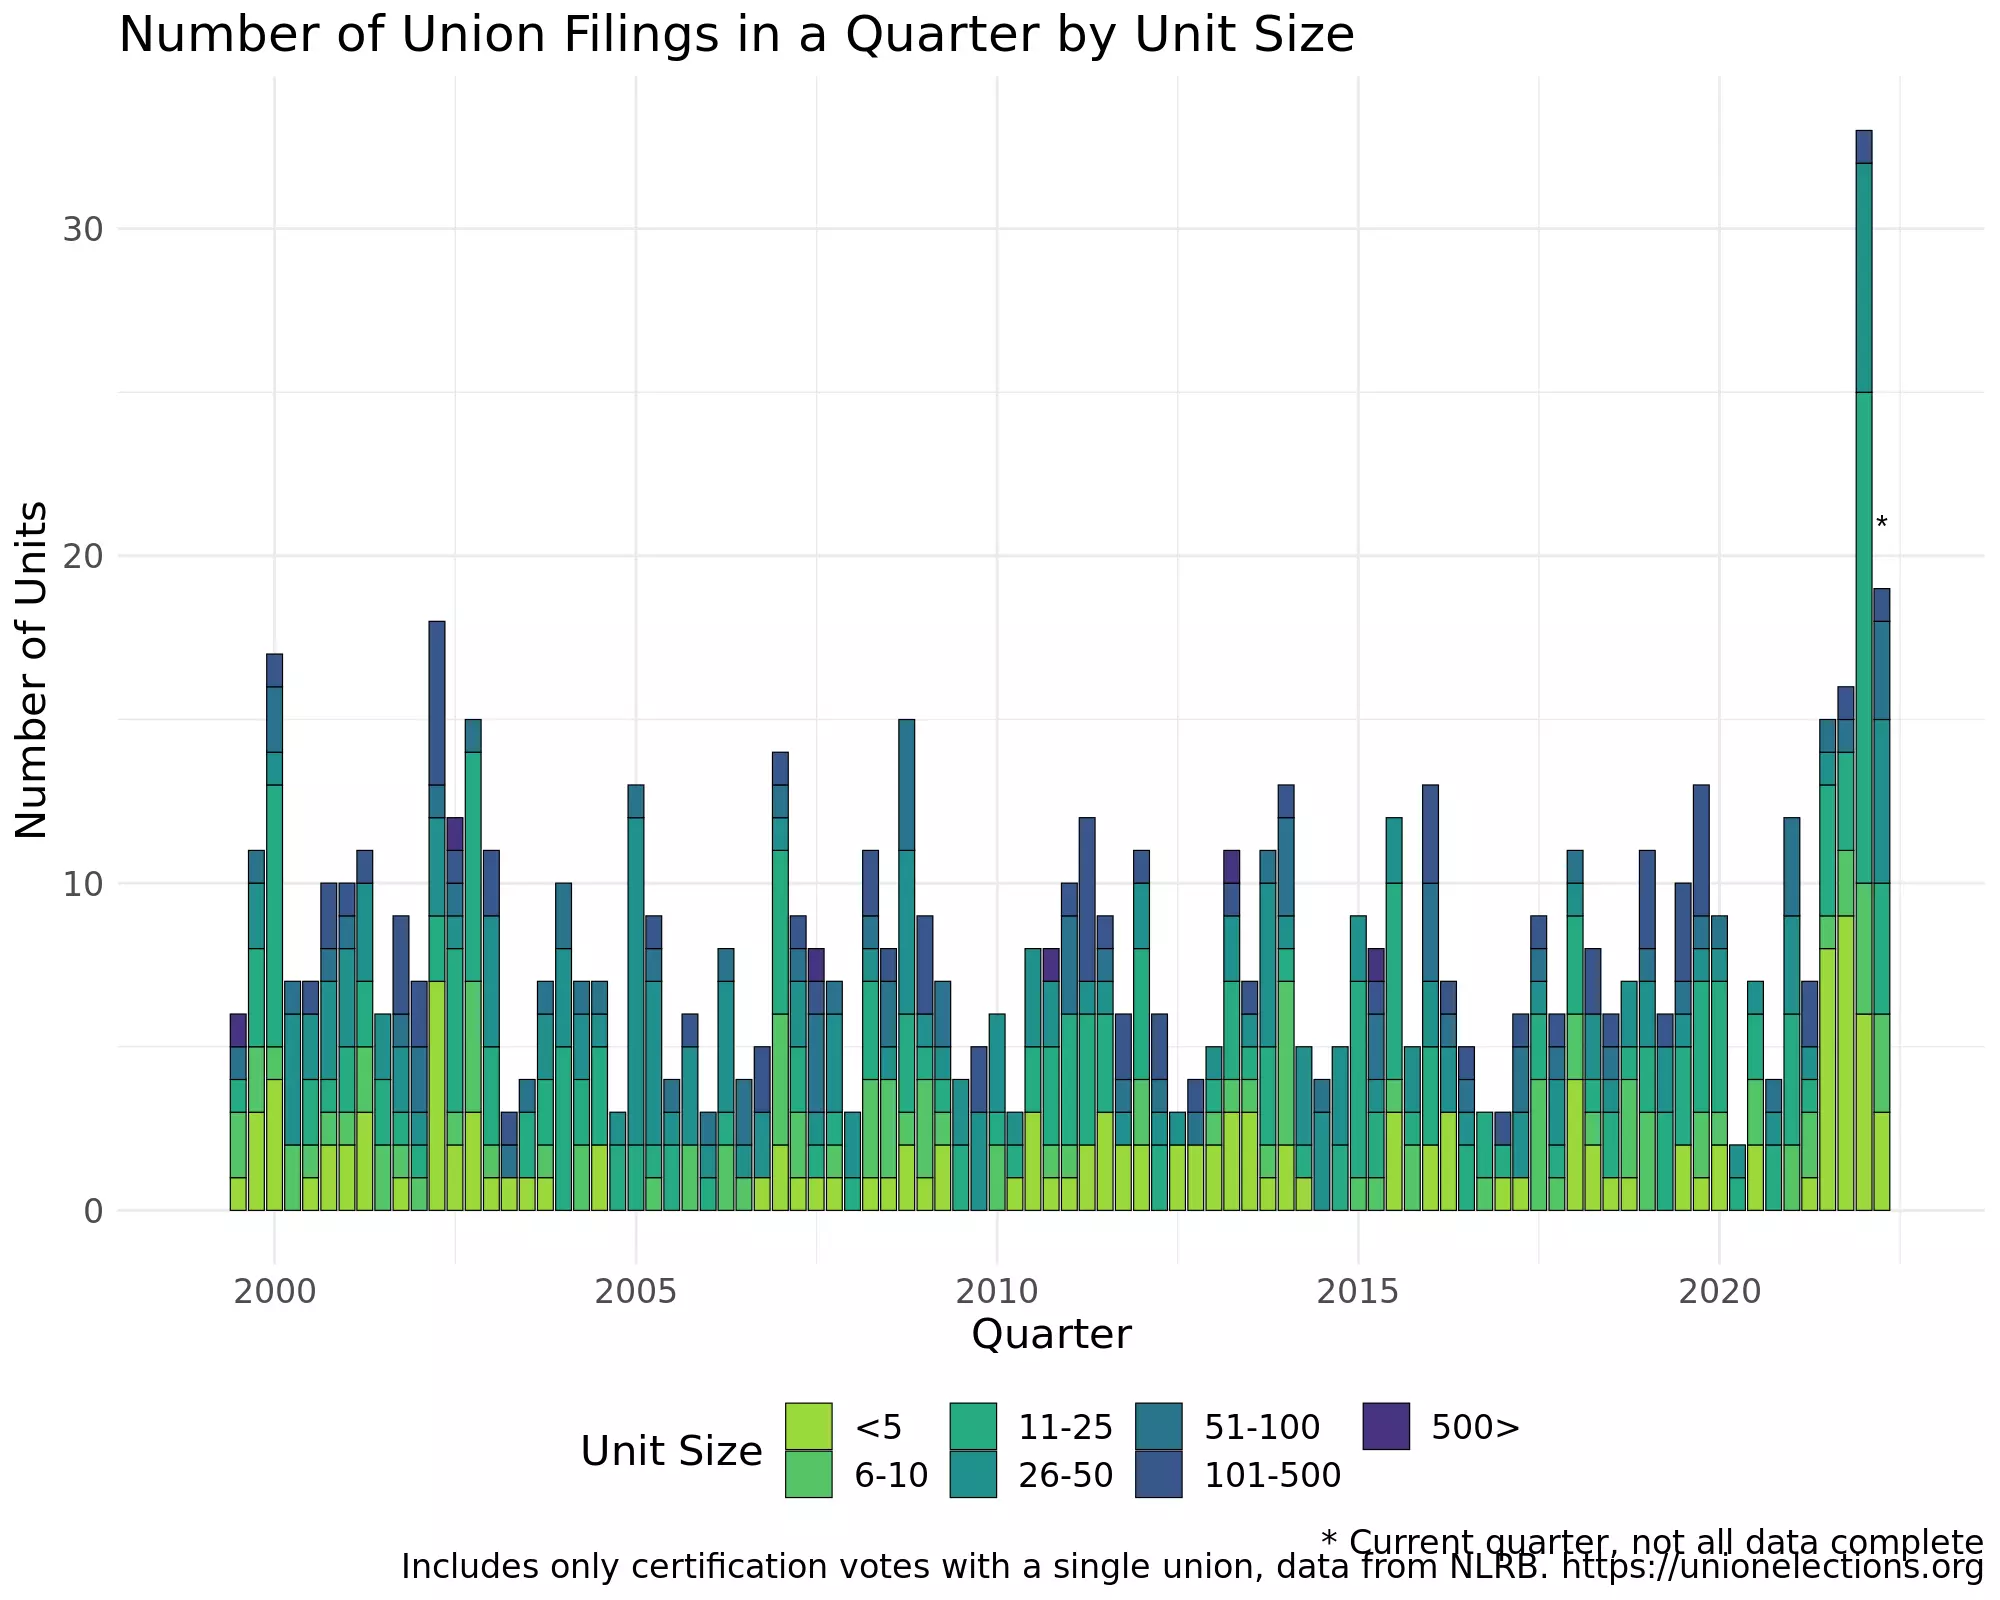 Number of Union Filings in a Quarter by Unit Size
Number of Units
30
20
10
0
*
2000 2005 2010 2015 2020
Quarter
Unit Size
<5 11-25 51-100 500>
6-10 26-50 101-500
* Current quarter, not all data complete
Includes only certification votes with a single union, data from NLRB. https://unionelections.org